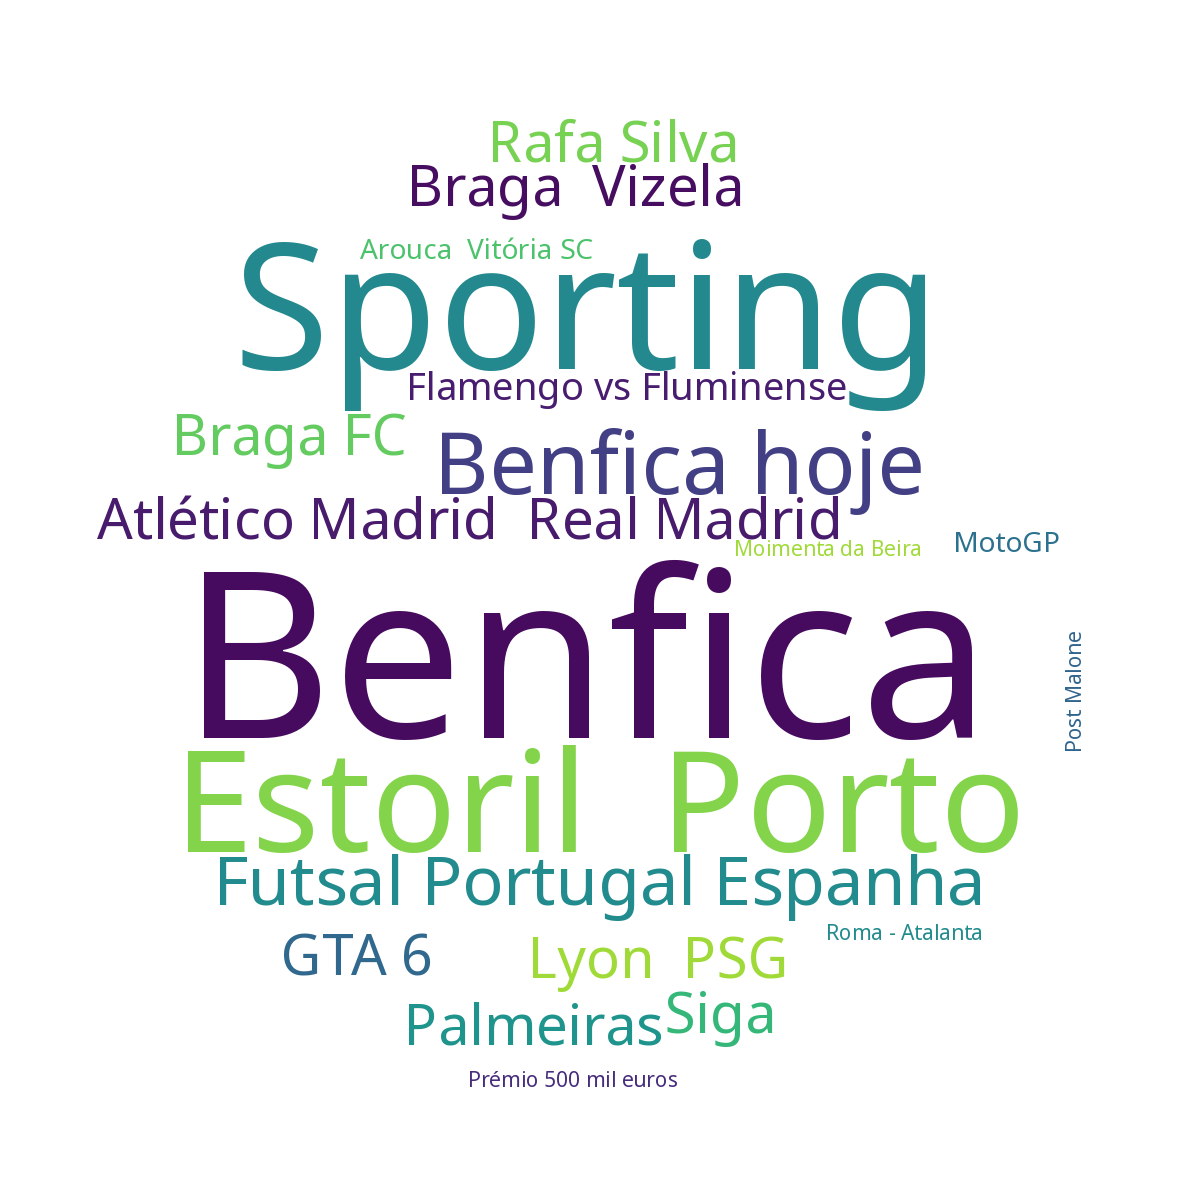 Rafa Silva
Braga  Vizela
Arouca  Vitória SC
Sporting
Flamengo vs Fluminense
Braga FC
Benfica hoje
Atlético Madrid  Real Madrid
Moimenta da Beira
MotoGP
Benfica
Post Malone
Estoril  Porto
Futsal Portugal Espanha
Roma - Atalanta
GTA 6
Lyon  PSG
Siga
Palmeiras
Prémio 500 mil euros